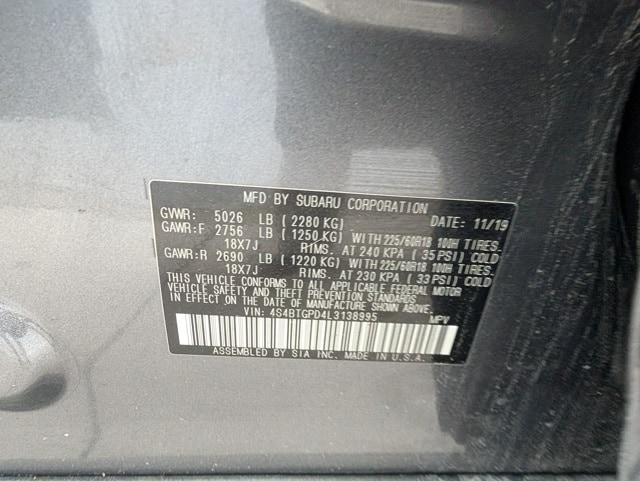 MFD BY SUBARU CORPORATION
GVWR: 5026 LB ( 2280 KG) DATE: 11/19
GAWR:F 2756 LB ( 1250 KG) WITH 225/60R18 100H TIRES,
18X7J RIMS, AT 240 KPA ( 35 PSI) COLD
GAWR:R 2690 LB ( 1220 KG) WITH 225/60R18 100H TIRES,
18X7J RIMS, AT 230 KPA ( 33 PSI) COLD
THIS VEHICLE CONFORMS TO ALL APPLICABLE FEDERAL MOTOR
VEHICLE SAFETY AND THEFT PREVENTION STANDARDS IN EFFECT
ON THE DATE OF MANUFACTURE SHOWN ABOVE.
VIN: 4S4BTGPD4L3138995 MPV
ASSEMBLED BY SIA INC. MADE IN U.S.A.